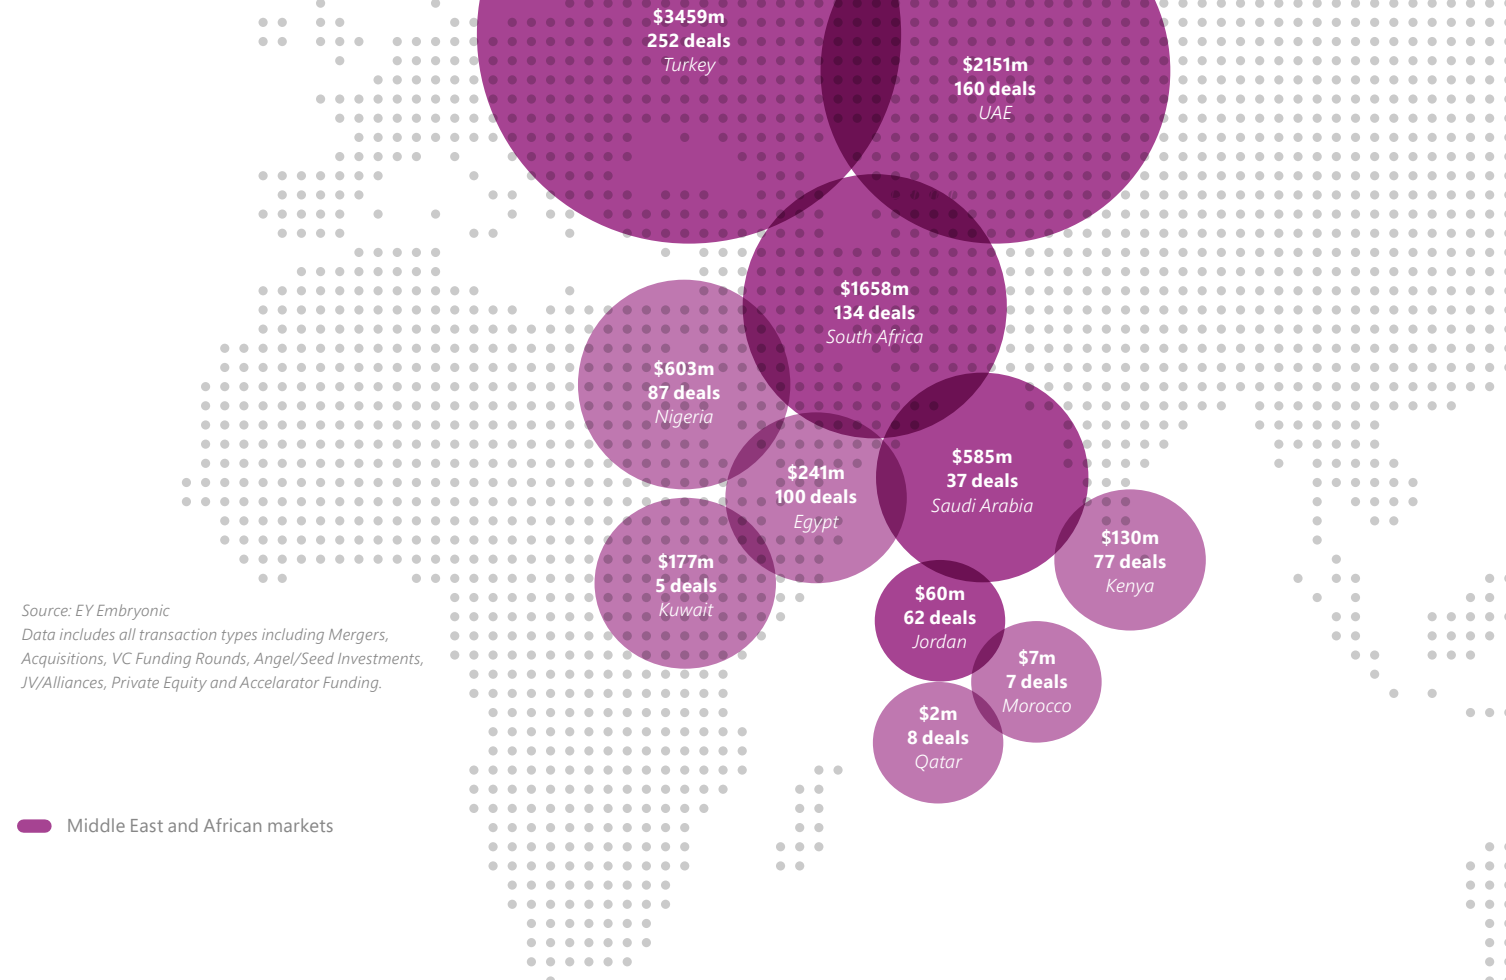 $3459m
252 deals
Turkey
$2151m
160 deals
UAE
$1658m
134 deals
South Africa
$603m
87 deals
Nigeria
$241m
100 deals
Egypt
$585m
37 deals
Saudi Arabia
$130m
77 deals
Kenya
$177m
5 deals
Kuwait
$60m
62 deals
Jordan
$7m
7 deals
Morocco
$2m
8 deals
Qatar
Source: EY Embryonic
Data includes all transaction types including Mergers,
Acquisitions, VC Funding Rounds, Angel/Seed Investments,
JV/Alliances, Private Equity and Accelarator Funding.
Middle East and African markets